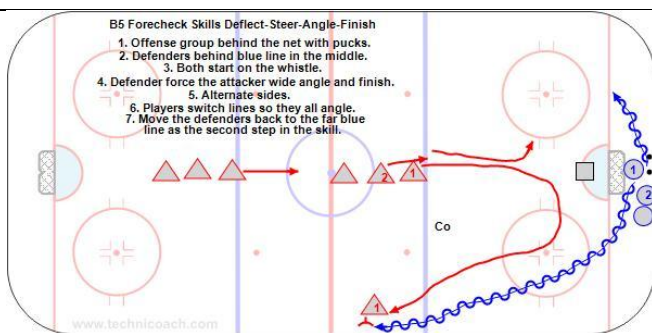 B5 Forecheck Skills Deflect-Steer-Angle-Finish
1. Offense group behind the net with pucks.
2. Defenders behind blue line in the middle.
3. Both start on the whistle.
4. Defender force the attacker wide angle and finish.
5. Alternate sides.
6. Players switch lines so they all angle.
7. Move the defenders back to the far blue
line as the second step in the skill.
2
1
1
2
Co
1
www.technicoach.com